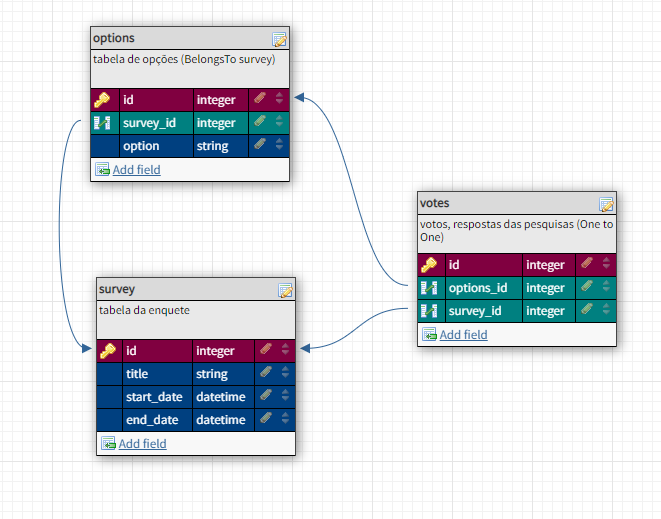 options
tabela de opções (BelongsTo survey)
id integer
survey_id integer
option string
Add field
votes
votos, respostas das pesquisas (One to
One)
id integer
options_id integer
survey_id integer
Add field
survey
tabela da enquete
id integer
title string
start_date datetime
end_date datetime
Add field